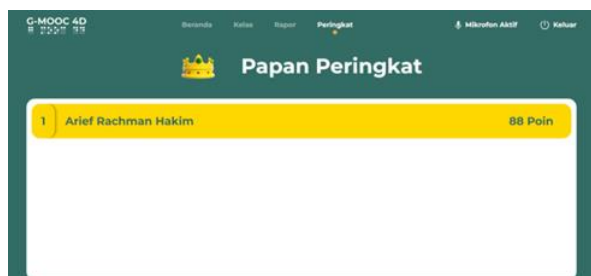 G-MOOC 4D
Beranda Kelas Rapor Peringkat
Mikrofon Aktif Keluar
Papan Peringkat
1 Arief Rachman Hakim 88 Poin